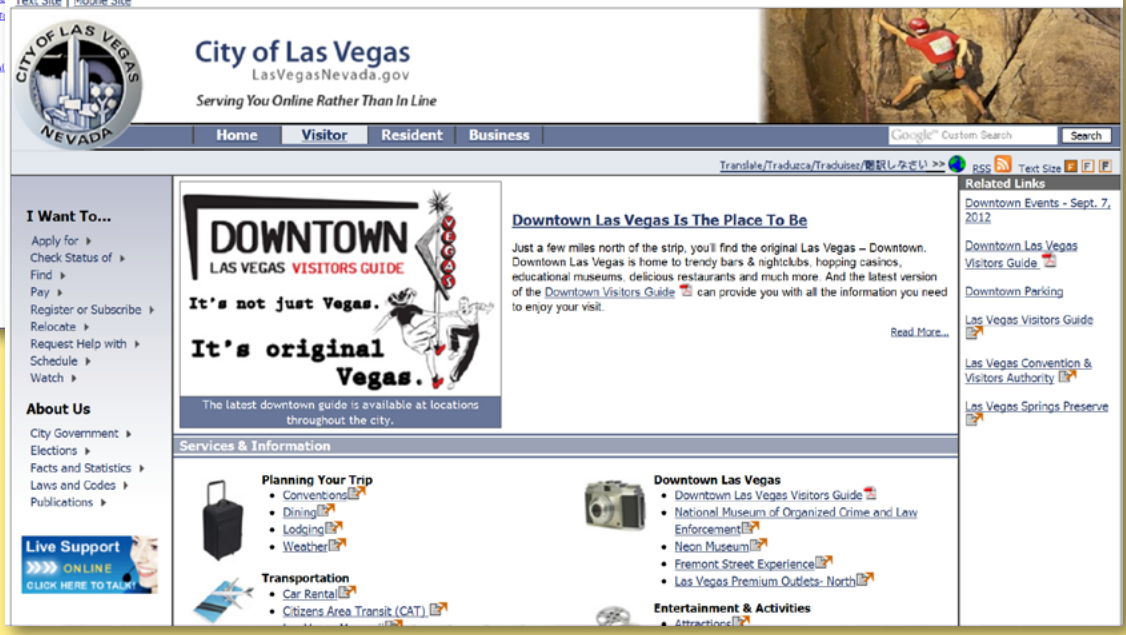 Text Site | Mobile Site
CITY OF LAS VEGAS
NEVADA
City of Las Vegas
LasVegasNevada.gov
Serving You Online Rather Than In Line
Home Visitor Resident Business
Google™ Custom Search Search
Translate/Traduzca/Traduisez/翻訳しなさい >> RSS Text Size F F F
I Want To...
Apply for
Check Status of
Find
Pay
Register or Subscribe
Relocate
Request Help with
Schedule
Watch
About Us
City Government
Elections
Facts and Statistics
Laws and Codes
Publications
Live Support
ONLINE
CLICK HERE TO TALK!
DOWNTOWN
VEGAS
LAS VEGAS VISITORS GUIDE
It's not just Vegas.
It's original
Vegas.
The latest downtown guide is available at locations
throughout the city.
Downtown Las Vegas Is The Place To Be
Just a few miles north of the strip, you'll find the original Las Vegas – Downtown.
Downtown Las Vegas is home to trendy bars & nightclubs, hopping casinos,
educational museums, delicious restaurants and much more. And the latest version
of the Downtown Visitors Guide can provide you with all the information you need
to enjoy your visit.
Read More...
Related Links
Downtown Events - Sept. 7,
2012
Downtown Las Vegas
Visitors Guide
Downtown Parking
Las Vegas Visitors Guide
Las Vegas Convention &
Visitors Authority
Las Vegas Springs Preserve
Services & Information
Planning Your Trip
Conventions
Dining
Lodging
Weather
Transportation
Car Rental
Citizens Area Transit (CAT)
Downtown Las Vegas
Downtown Las Vegas Visitors Guide
National Museum of Organized Crime and Law
Enforcement
Neon Museum
Fremont Street Experience
Las Vegas Premium Outlets- North
Entertainment & Activities
Attractions